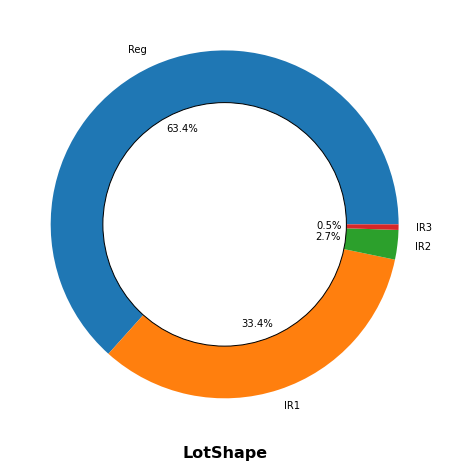 Reg
63.4%
0.5%
IR3
2.7%
IR2
33.4%
IR1
LotShape